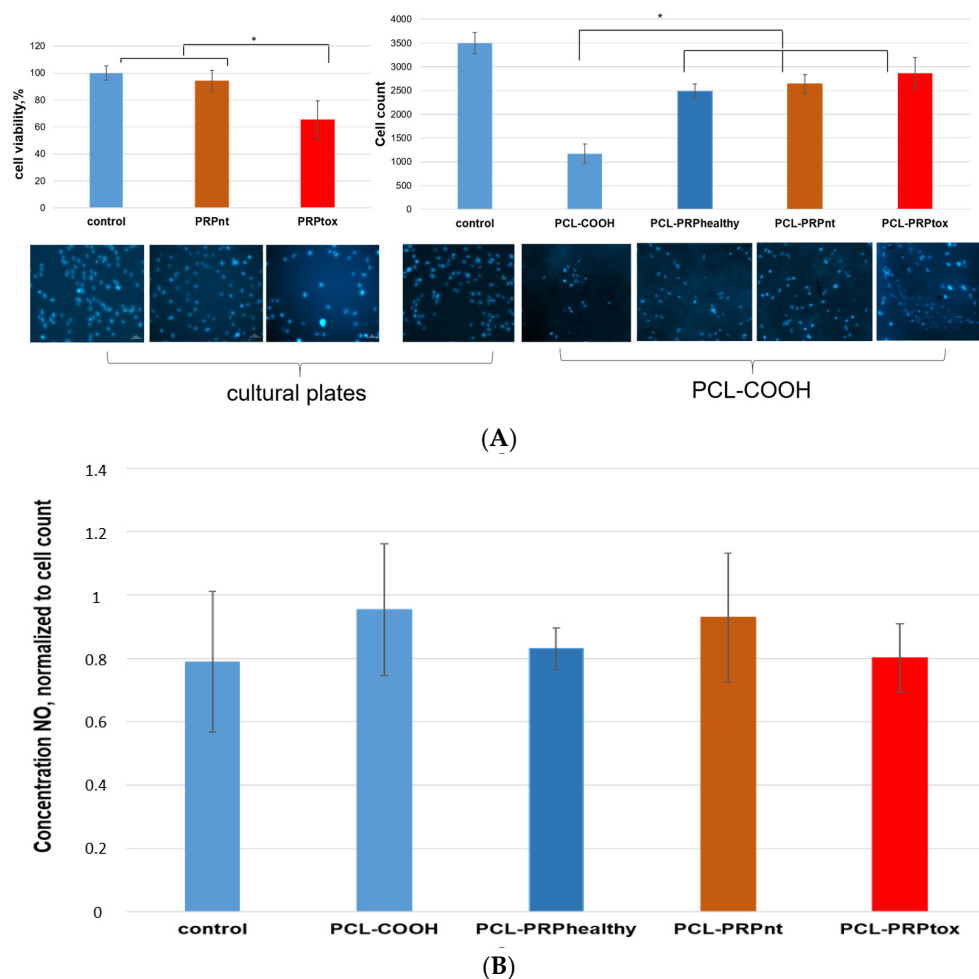 *
120
100
80
60
40
20
0
cell viability,%
control PRPnt PRPtox
*
4000
3500
3000
2500
2000
1500
1000
500
0
Cell count
control PCL-COOH PCL-PRPhealthy PCL-PRPnt PCL-PRPtox
cultural plates
PCL-COOH
(A)
1.4
1.2
1
0.8
0.6
0.4
0.2
0
Concentration NO, normalized to cell count
control PCL-COOH PCL-PRPhealthy PCL-PRPnt PCL-PRPtox
(B)